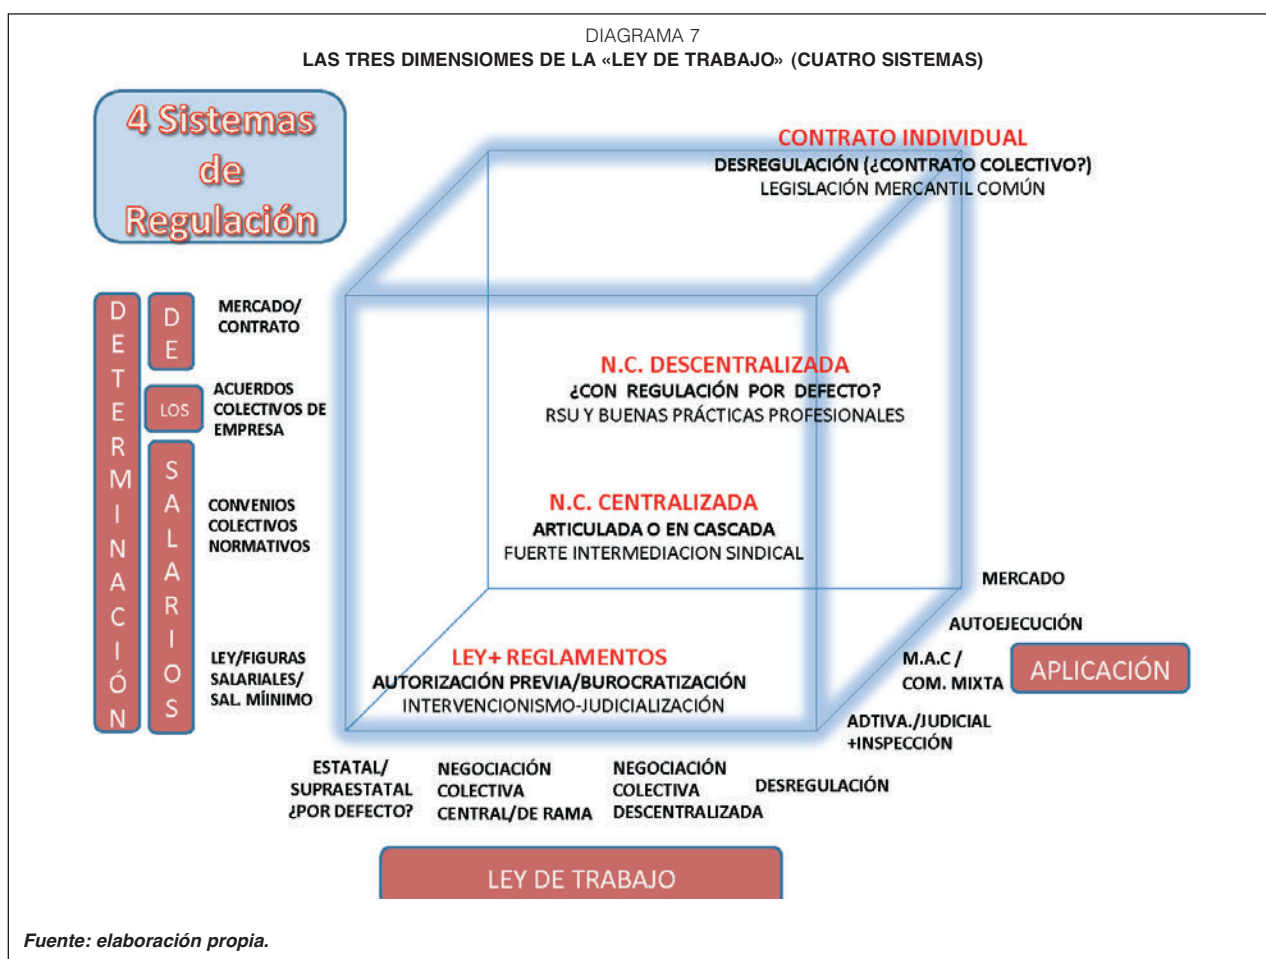 DIAGRAMA 7
LAS TRES DIMENSIOMES DE LA «LEY DE TRABAJO» (CUATRO SISTEMAS)
4 Sistemas
de
Regulación
CONTRATO INDIVIDUAL
DESREGULACIÓN (¿CONTRATO COLECTIVO?)
LEGISLACIÓN MERCANTIL COMÚN
DETERMINACIÓN
DE
LOS
SALARIOS
MERCADO/
CONTRATO
ACUERDOS
COLECTIVOS DE
EMPRESA
CONVENIOS
COLECTIVOS
NORMATIVOS
LEY/FIGURAS
SALARIALES/
SAL. MÍINIMO
N.C. DESCENTRALIZADA
¿CON REGULACIÓN POR DEFECTO?
RSU Y BUENAS PRÁCTICAS PROFESIONALES
N.C. CENTRALIZADA
ARTICULADA O EN CASCADA
FUERTE INTERMEDIACION SINDICAL
LEY+ REGLAMENTOS
AUTORIZACIÓN PREVIA/BUROCRATIZACIÓN
INTERVENCIONISMO-JUDICIALIZACIÓN
MERCADO
AUTOEJECUCIÓN
M.A.C /
COM. MIXTA
ADTIVA./JUDICIAL
+INSPECCIÓN
APLICACIÓN
ESTATAL/
SUPRAESTATAL
¿POR DEFECTO?
NEGOCIACIÓN
COLECTIVA
CENTRAL/DE RAMA
NEGOCIACIÓN
COLECTIVA
DESCENTRALIZADA
DESREGULACIÓN
LEY DE TRABAJO
Fuente: elaboración propia.